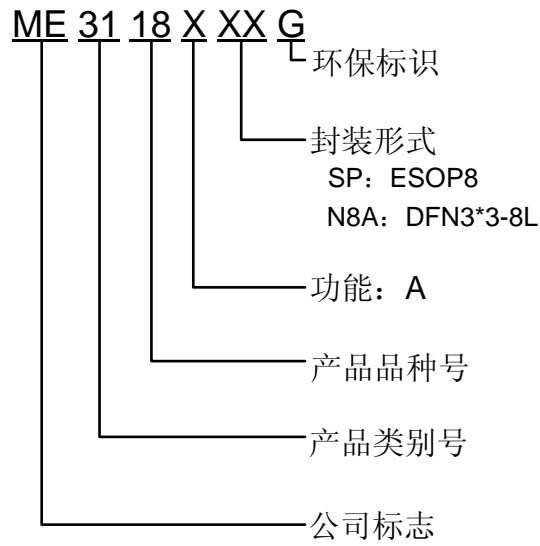 ME 31 18 X XX G
环保标识
封装形式
SP：ESOP8
N8A：DFN3*3-8L
功能：A
产品品种号
产品类别号
公司标志